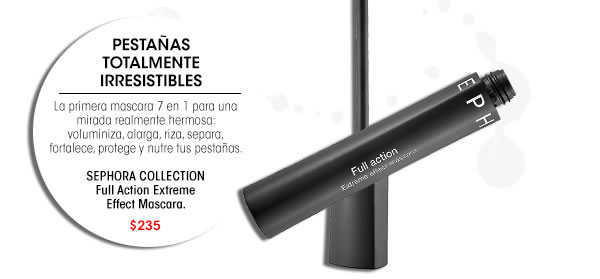 PESTAÑAS
TOTALMENTE
IRRESISTIBLES
La primera mascara 7 en 1 para una
mirada realmente hermosa:
voluminiza, alarga, riza, separa,
fortalece, protege y nutre tus pestañas.
SEPHORA COLLECTION
Full Action Extreme
Effect Mascara.
$235
Full action
Extreme effect mascara
E P H